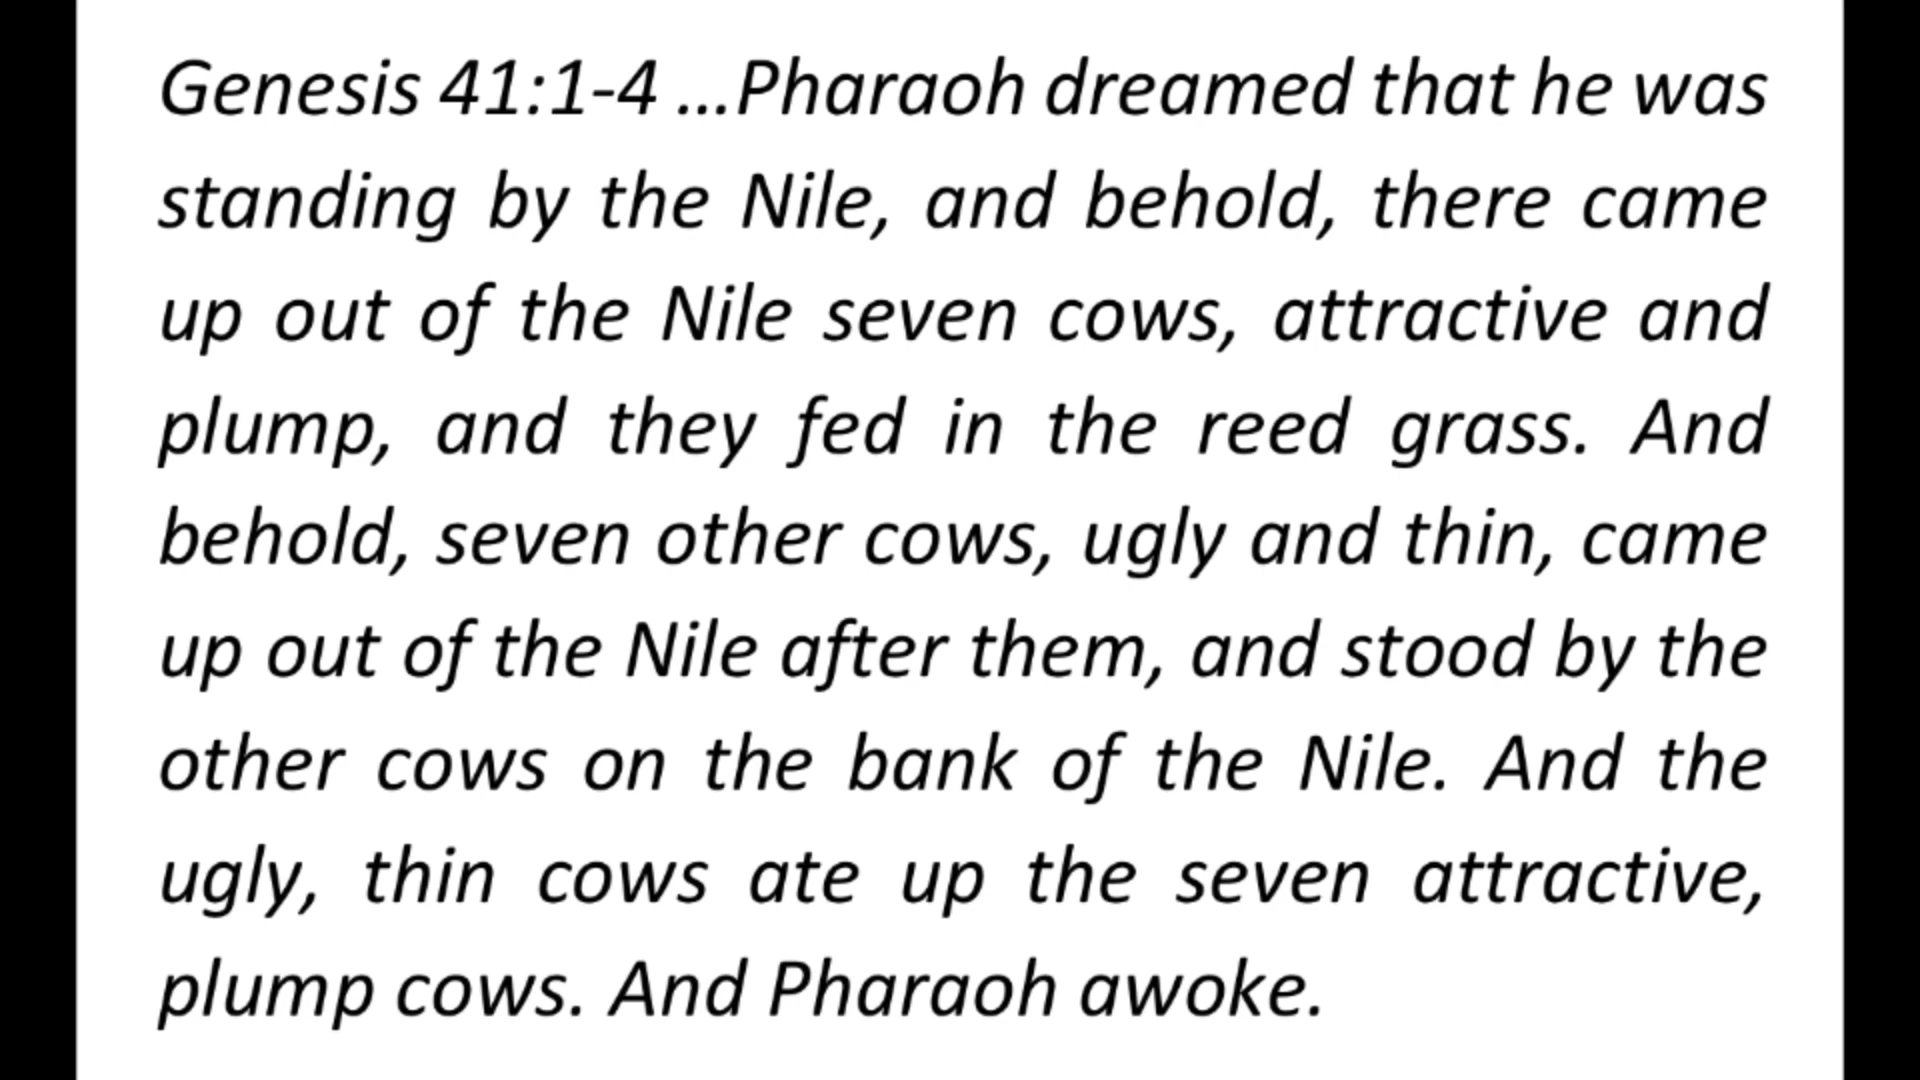 Genesis 41:1-4 ...Pharaoh dreamed that he was
standing by the Nile, and behold, there came
up out of the Nile seven cows, attractive and
plump, and they fed in the reed grass. And
behold, seven other cows, ugly and thin, came
up out of the Nile after them, and stood by the
other cows on the bank of the Nile. And the
ugly, thin cows ate up the seven attractive,
plump cows. And Pharaoh awoke.